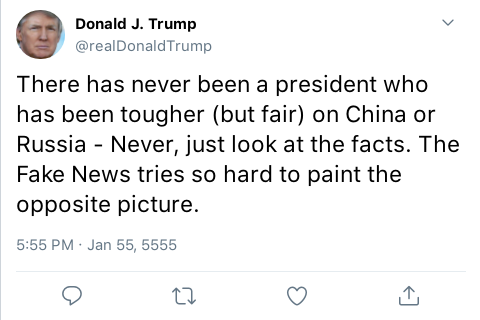 Donald J. Trump
@realDonaldTrump
There has never been a president who
has been tougher (but fair) on China or
Russia - Never, just look at the facts. The
Fake News tries so hard to paint the
opposite picture.
5:55 PM · Jan 55, 5555